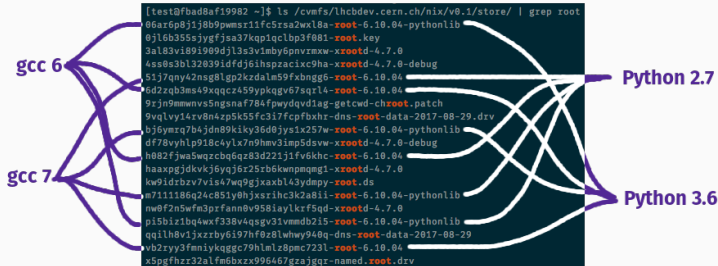 [test@fbad8af19982 ~]$ ls /cvmfs/lhcbdev.cern.ch/nix/v0.1/store/ | grep root
06ar6p8j1j8b9pwmsr11fc5rsa2wxl8a-root-6.10.04-pythonlib
0jl6b355sjygfjsa37kqp1qclbp3f081-root.key
3al83vi89i909djl3s3v1mby6pnvrmxw-xrootd-4.7.0
4ss0s3bl32039idfdj6ihspzacixc9ha-xrootd-4.7.0-debug
gcc 6
51j7qny42nsg8lgp2kzdalm59fxbngg6-root-6.10.04
Python 2.7
6d2zqb3ms49xqqcz459ypkqgv67sqrl4-root-6.10.04
9rjn9mmwnvs5ngsnaf784fpwydqvd1ag-getcwd-chroot.patch
9vqlvy14rv8n4zp5k55fc3i7fcpfbxhr-dns-root-data-2017-08-29.drv
bj6ymrq7b4jdn89kiky36d0jys1x257w-root-6.10.04-pythonlib
df78vyhlp918c4ylx7n9hmv3imp5dsvw-xrootd-4.7.0-debug
h082fjwa5wqzcbq6qz83d221j1fv6khc-root-6.10.04
haaxpgjdkvkj6yqj6r25rb6kwnpmqmg1-xrootd-4.7.0
gcc 7
kw9idrbzv7vis47wq9gjxaxbl43ydmpy-root.ds
m7111186q24c851y0hjxsrihc3k2a8ii-root-6.10.04-pythonlib
Python 3.6
nw0f2n5wfm3prfann0v958iaylkrf5qd-xrootd-4.7.0
pi5biz1bq4wxf338v4qsgv31vmmdb2i5-root-6.10.04-pythonlib
qqilh8v1jxzrby6i97hf0z8lwhwy940q-dns-root-data-2017-08-29
vb2ryy3fmniykqggc79hlmlz8pmc723l-root-6.10.04
x5pgfhzr32alfm6bxzx996467gzajgqr-named.root.drv